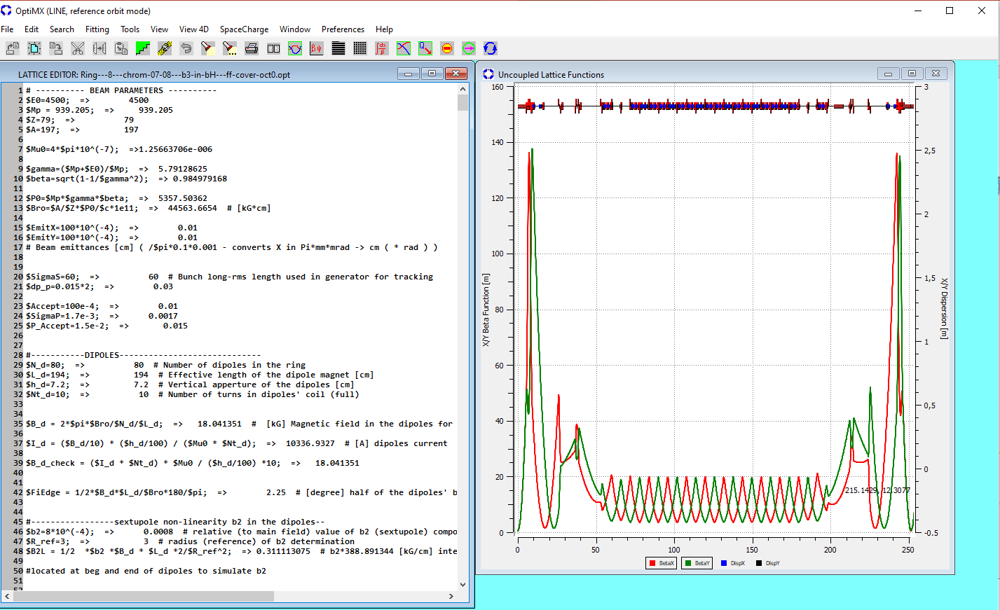 OptiMX (LINE, reference orbit mode)
File Edit Search Fitting Tools View View 4D SpaceCharge Window Preferences Help
LATTICE EDITOR: Ring---8---chrom-07-08---b3-in-bH---ff-cover-oct0.opt
1 # ---------- BEAM PARAMETERS ----------
2 $E0=4500; => 4500
3 $Mp = 939.205; => 939.205
4 $Z=79; => 79
5 $A=197; => 197
6
7 $Mu0=4*$pi*10^(-7); =>1.25663706e-006
8
9 $gamma=($Mp+$E0)/$Mp; => 5.79128625
10 $beta=sqrt(1-1/$gamma^2); => 0.984979168
11
12 $P0=$Mp*$gamma*$beta; => 5357.50362
13 $Bro=$A/$Z*$P0/$c*1e11; => 44563.6654 # [kG*cm]
14
15 $EmitX=100*10^(-4); => 0.01
16 $EmitY=100*10^(-4); => 0.01
17 # Beam emittances [cm] ( /$pi*0.1*0.001 - converts X in Pi*mm*mrad -> cm ( * rad ) )
18
19
20 $SigmaS=60; => 60 # Bunch long-rms length used in generator for tracking
21 $dp_p=0.015*2; => 0.03
22
23 $Accept=100e-4; => 0.01
24 $SigmaP=1.7e-3; => 0.0017
25 $P_Accept=1.5e-2; => 0.015
26
27
28 #-----------DIPOLES-----------------------------
29 $N_d=80; => 80 # Number of dipoles in the ring
30 $L_d=194; => 194 # Effective length of the dipole magnet [cm]
31 $h_d=7.2; => 7.2 # Vertical apperture of the dipoles [cm]
32 $Nt_d=10; => 10 # Number of turns in dipoles' coil (full)
33
34
35 $B_d = 2*$pi*$Bro/$N_d/$L_d; => 18.041351 # [kG] Magnetic field in the dipoles for
36
37 $I_d = ($B_d/10) * ($h_d/100) / ($Mu0 * $Nt_d); => 10336.9327 # [A] dipoles current
38
39 $B_d_check = ($I_d * $Nt_d) * $Mu0 / ($h_d/100) *10; => 18.041351
40
41
42 $FiEdge = 1/2*$B_d*$L_d/$Bro*180/$pi; => 2.25 # [degree] half of the dipoles' b
43
44
45 #----------------sextupole non-linearity b2 in the dipoles--
46 $b2=8*10^(-4); => 0.0008 # relative (to main field) value of b2 (sextupole) compo
47 $R_ref=3; => 3 # radius (reference) of b2 determination
48 $B2L = 1/2 *$b2 *$B_d * $L_d *2/$R_ref^2; => 0.311113075 # b2*388.891344 [kG/cm] inte
49
50 #located at beg and end of dipoles to simulate b2
51
Uncoupled Lattice Functions
160
140
120
100
80
60
40
20
0
X/Y Beta Function [m]
3
2,5
2
1,5
1
0,5
0
-0.5
X/Y Dispersion [m]
215.1429, 12.3077
0 50 100 150 200 250
BetaX BetaY DispX DispY